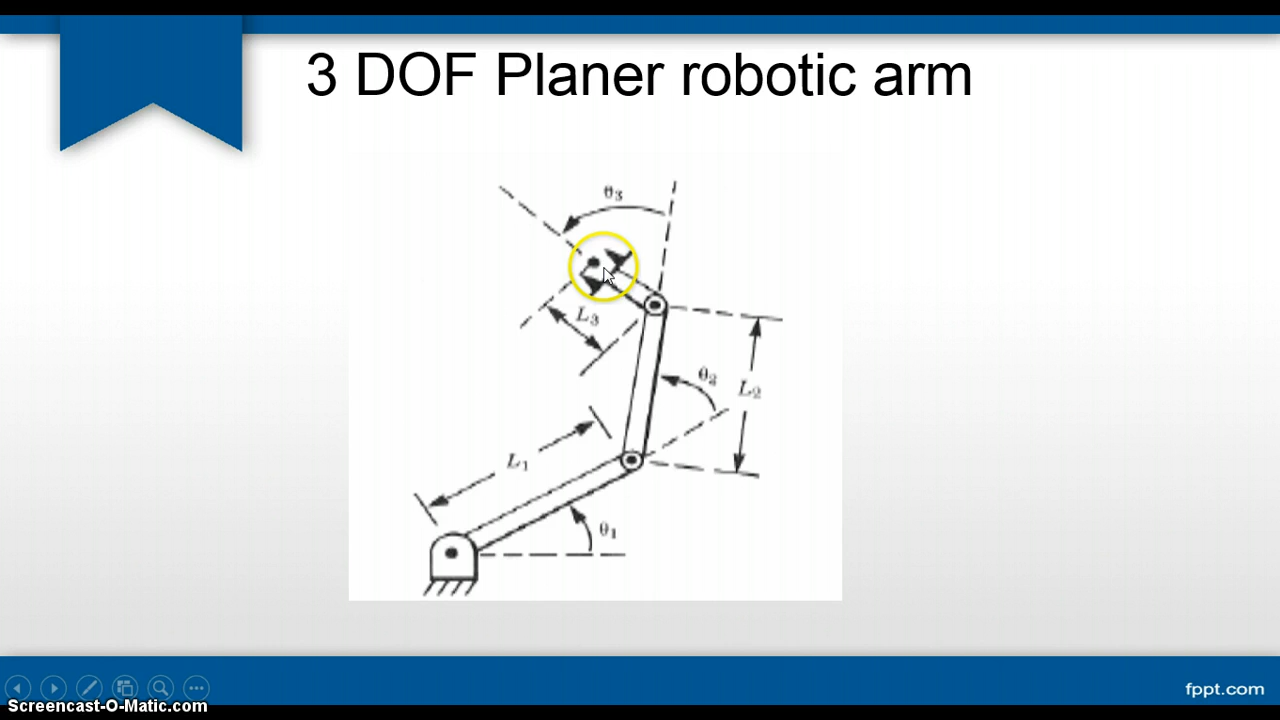 3 DOF Planer robotic arm
θ3
L3
θ2
L2
L1
θ1
fppt.com
Screencast-O-Matic.com